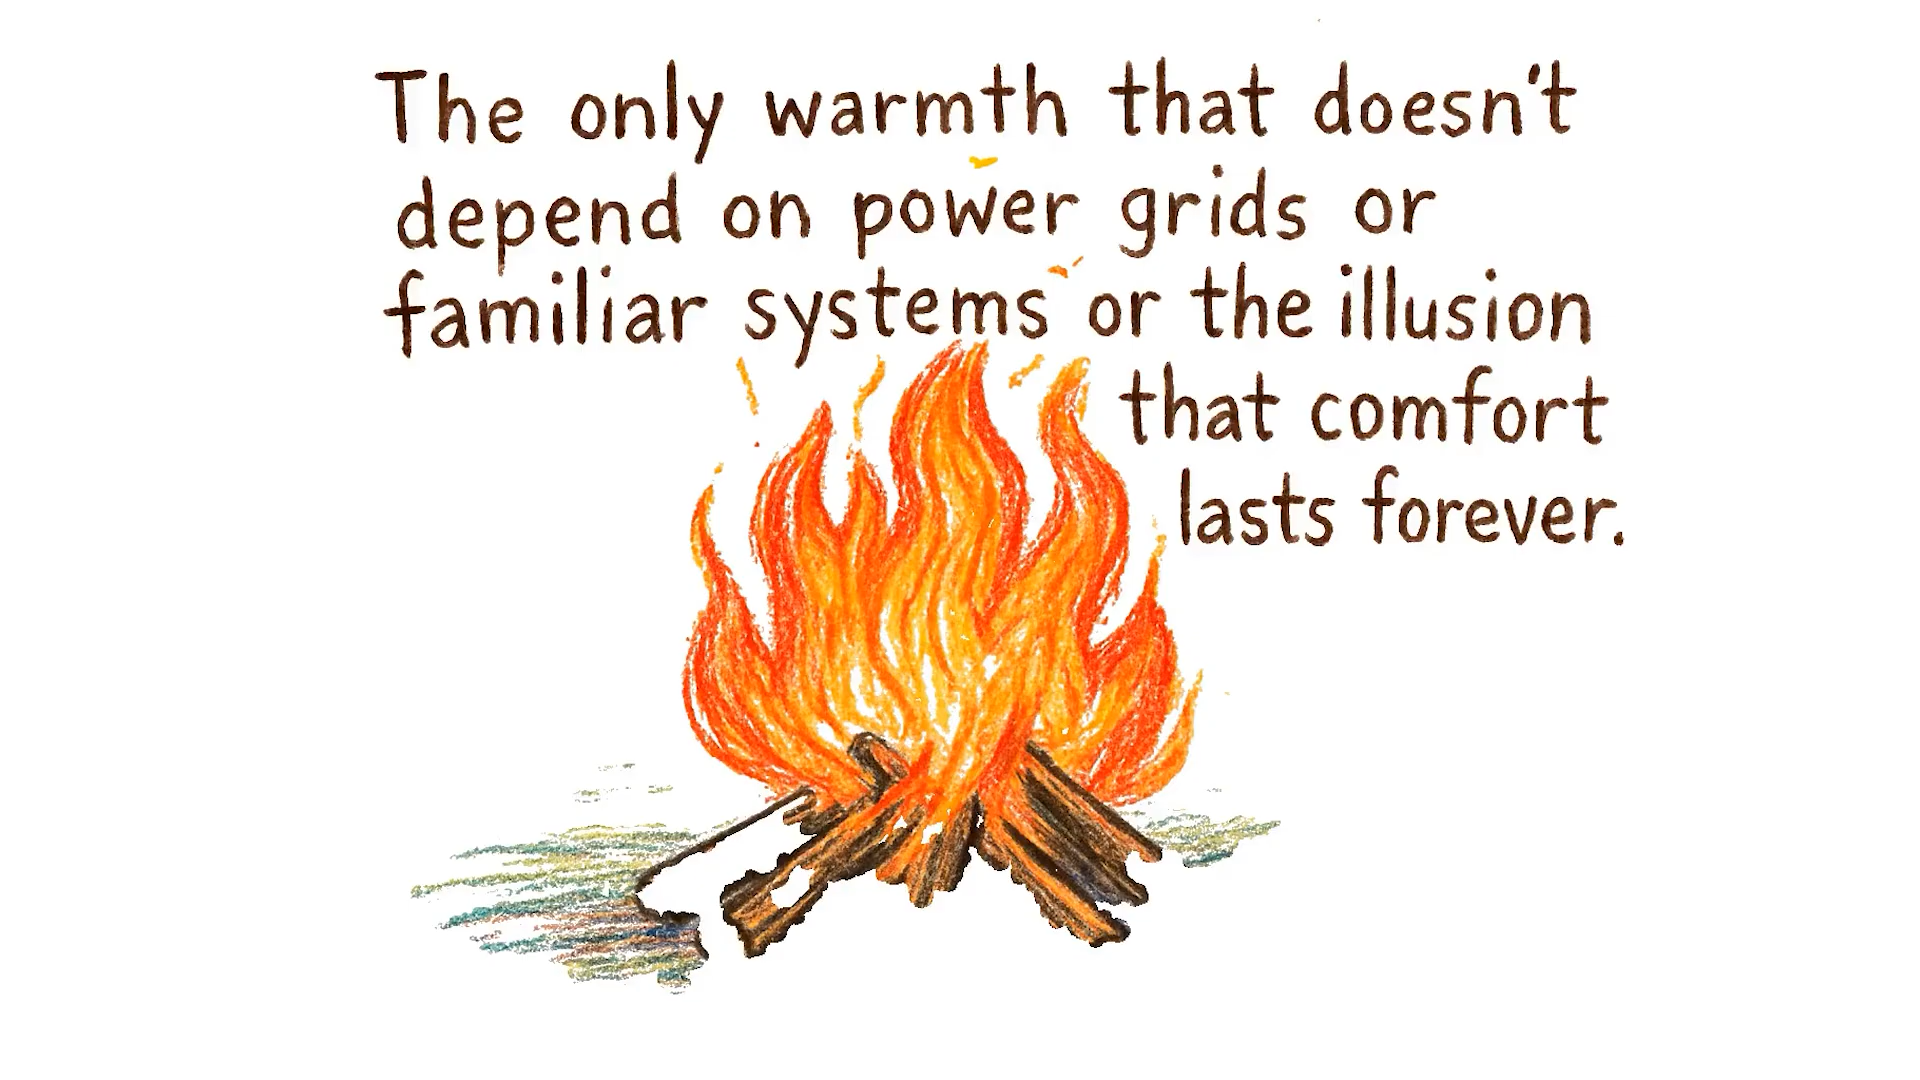 The only warmth that doesn't
depend on power grids or
familiar systems or the illusion
that comfort
lasts forever.